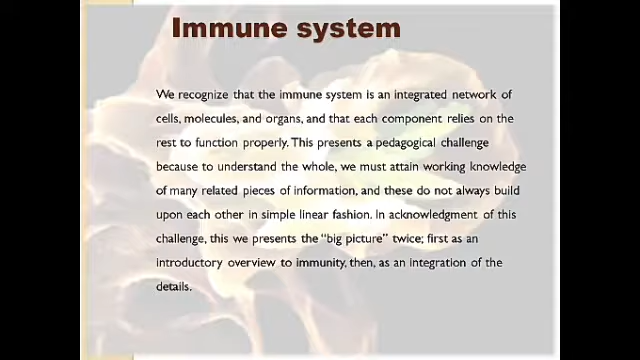 Immune system
We recognize that the immune system is an integrated network of
cells, molecules, and organs, and that each component relies on the
rest to function properly. This presents a pedagogical challenge
because to understand the whole, we must attain working knowledge
of many related pieces of information, and these do not always build
upon each other in simple linear fashion. In acknowledgment of this
challenge, this we presents the “big picture” twice; first as an
introductory overview to immunity, then, as an integration of the
details.